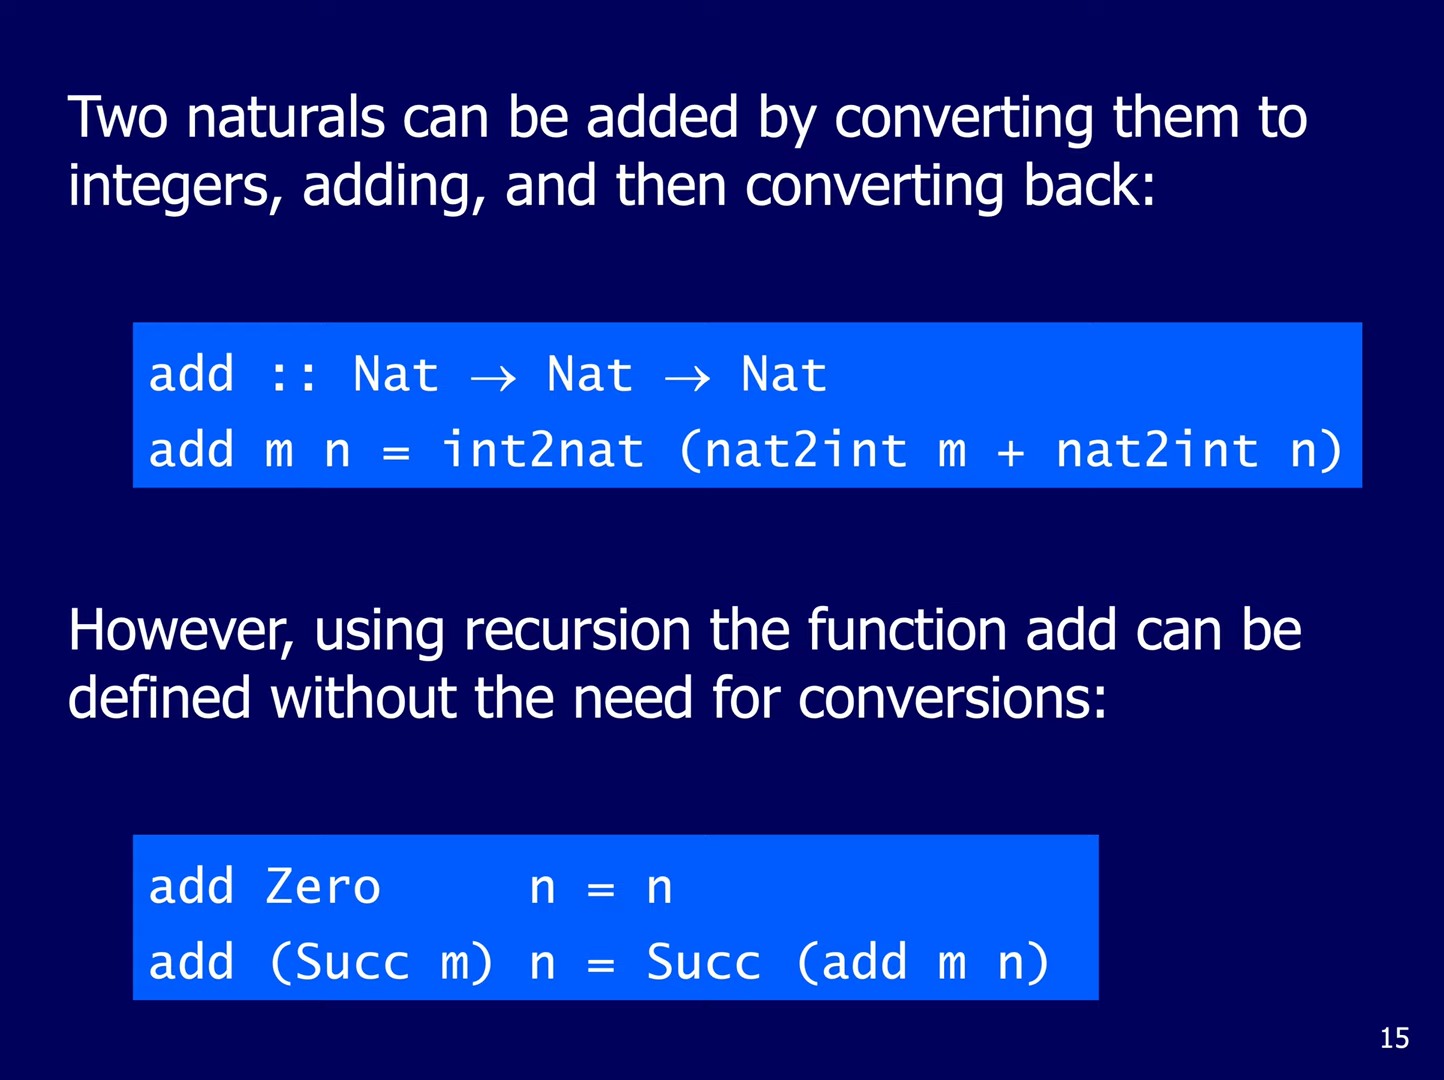 Two naturals can be added by converting them to
integers, adding, and then converting back:
add :: Nat → Nat → Nat
add m n = int2nat (nat2int m + nat2int n)
However, using recursion the function add can be
defined without the need for conversions:
add Zero     n = n
add (Succ m) n = Succ (add m n)
15